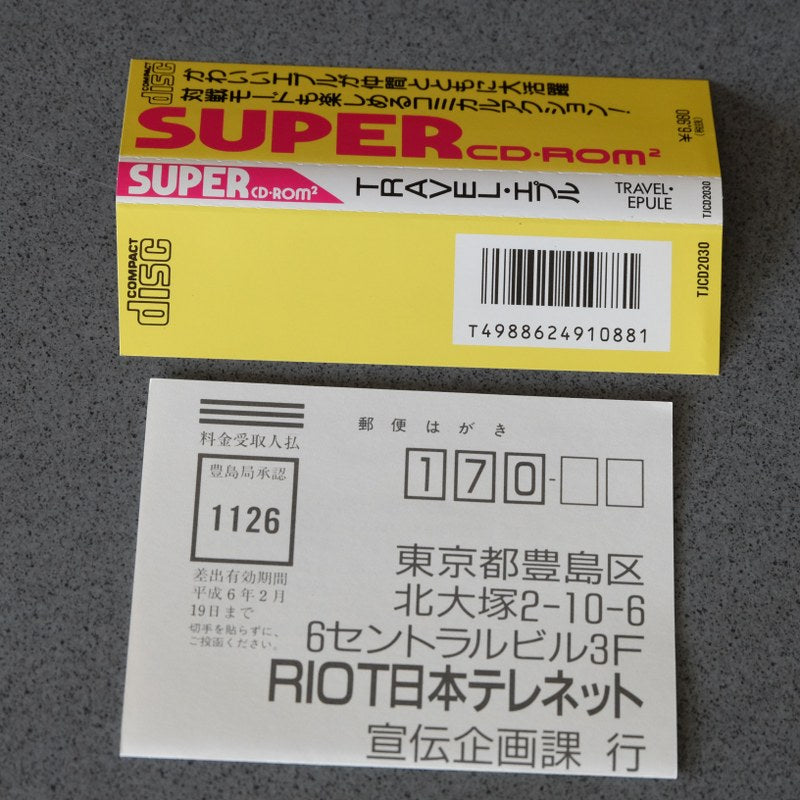 COMPACT
disc
かわいいエプルが仲間とともに大活躍
対戦モードも楽しめるコミカルアクション!
SUPER CD・ROM²
¥6,980
(税抜)
SUPER CD・ROM²
TRAVEL・エプル
TRAVEL・
EPULE
TJCD2030
COMPACT
disc
T4988624910881
TJCD2030
料金受取人払
豊島局承認
1126
差出有効期間
平成6年2月
19日まで
切手を貼らずに、
ご投函ください。
郵便はがき
170-
東京都豊島区
北大塚2-10-6
6セントラルビル3F
RIOT日本テレネット
宣伝企画課 行